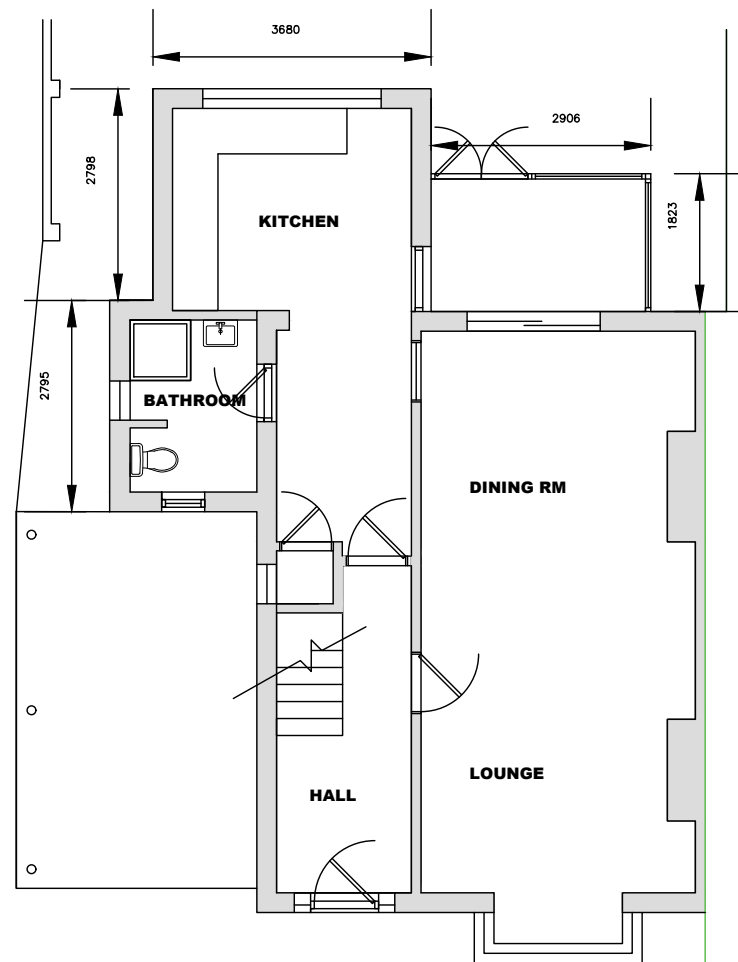 3680
2906
2798
1823
KITCHEN
2795
BATHROOM
DINING RM
LOUNGE
HALL